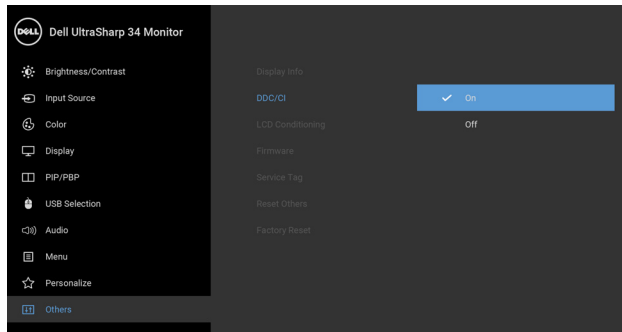 DELL Dell UltraSharp 34 Monitor
Brightness/Contrast
Display Info
Input Source
DDC/CI
On
Color
LCD Conditioning
Off
Display
Firmware
PIP/PBP
Service Tag
USB Selection
Reset Others
Audio
Factory Reset
Menu
Personalize
Others